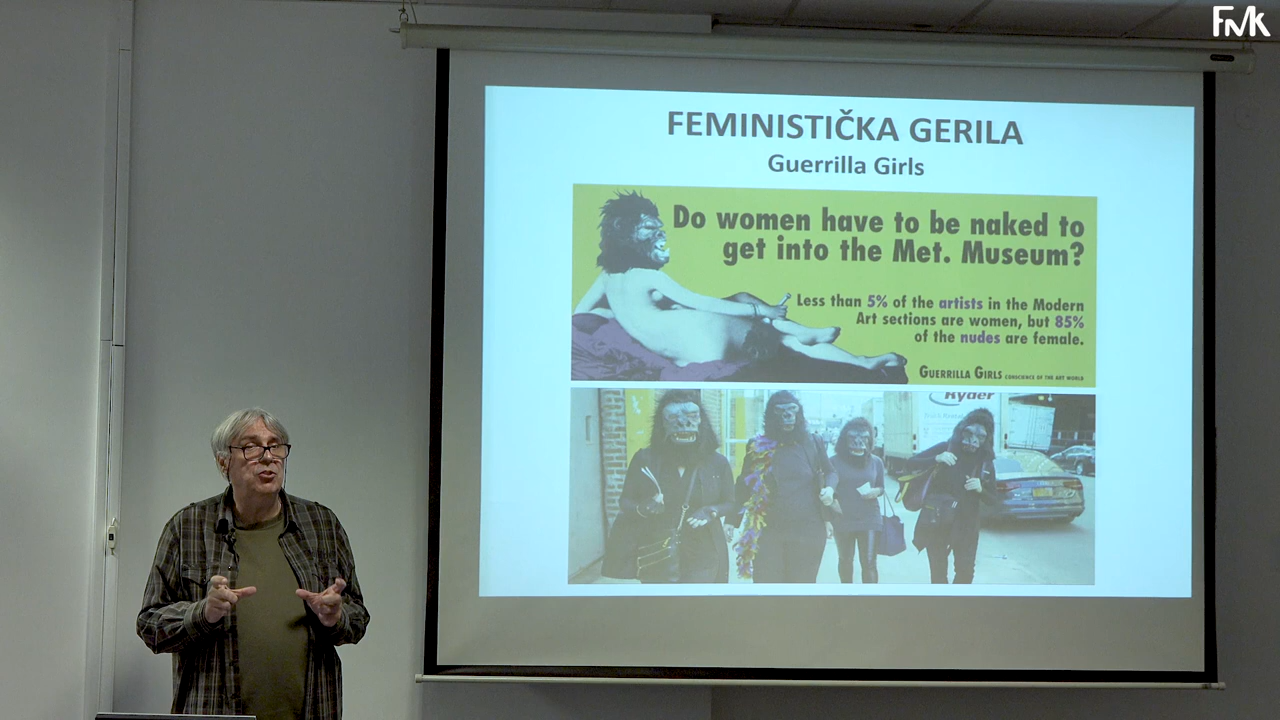 FMK
FEMINISTIČKA GERILA
Guerrilla Girls
Do women have to be naked to
get into the Met. Museum?
Less than 5% of the artists in the Modern
Art sections are women, but 85%
of the nudes are female.
GUERRILLA GIRLS CONSCIENCE OF THE ART WORLD
Ryder